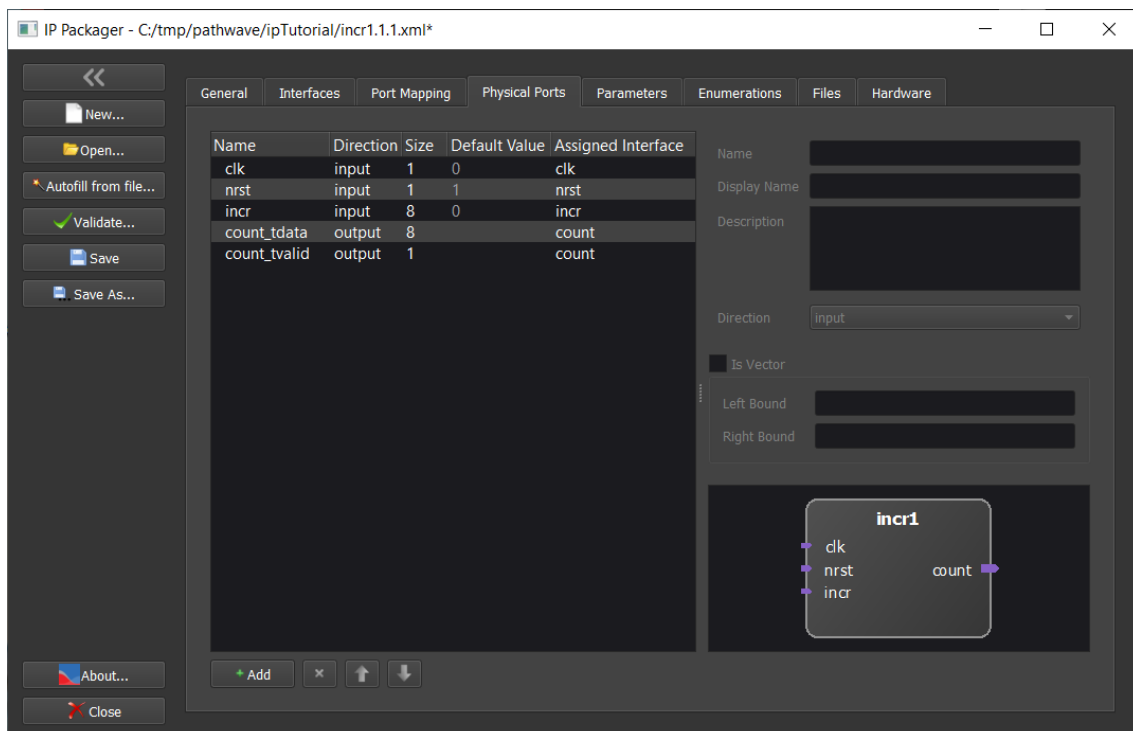 IP Packager - C:/tmp/pathwave/ipTutorial/incr1.1.1.xml*
New...
Open...
Autofill from file...
Validate...
Save
Save As...
About...
Close
General Interfaces Port Mapping Physical Ports Parameters Enumerations Files Hardware
Name Direction Size Default Value Assigned Interface
clk input 1 0 clk
nrst input 1 1 nrst
incr input 8 0 incr
count_tdata output 8 count
count_tvalid output 1 count
+ Add
Name
Display Name
Description
Direction input
Is Vector
Left Bound
Right Bound
incr1
clk
nrst count
incr